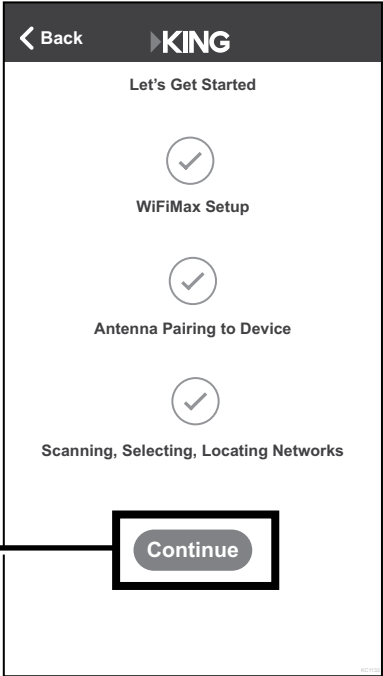 Back
KING
Let's Get Started
WiFiMax Setup
Antenna Pairing to Device
Scanning, Selecting, Locating Networks
Continue